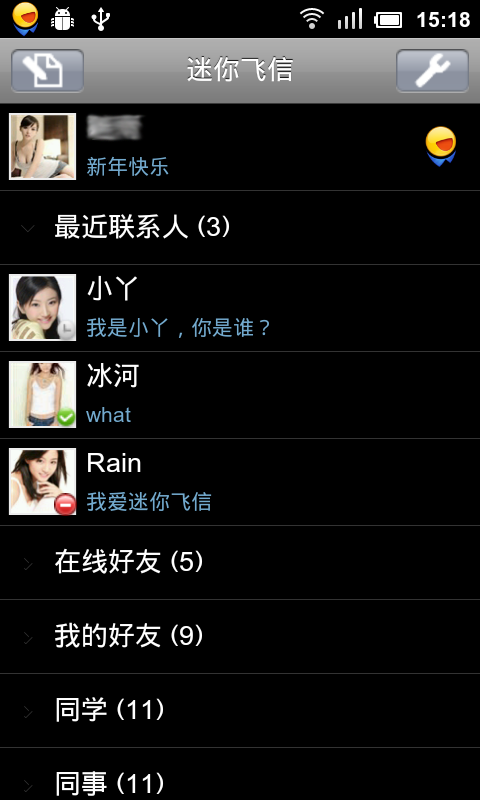 15:18
迷你飞信
新年快乐
最近联系人 (3)
小丫
我是小丫，你是谁？
冰河
what
Rain
我爱迷你飞信
在线好友 (5)
我的好友 (9)
同学 (11)
同事 (11)